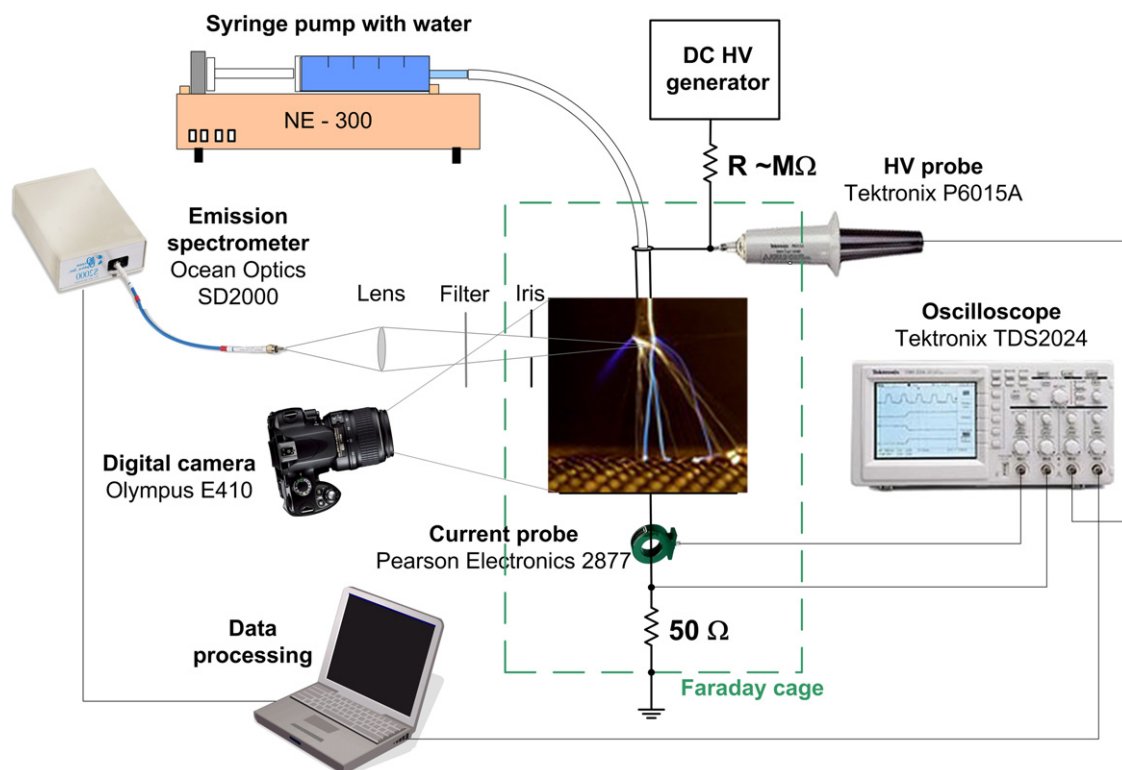 Syringe pump with water
NE - 300
DC HV
generator
R ~MΩ
HV probe
Tektronix P6015A
Emission
spectrometer
Ocean Optics
SD2000
Lens
Filter
Iris
Oscilloscope
Tektronix TDS2024
Tektronix
Digital camera
Olympus E410
Current probe
Pearson Electronics 2877
50 Ω
Data
processing
Faraday cage